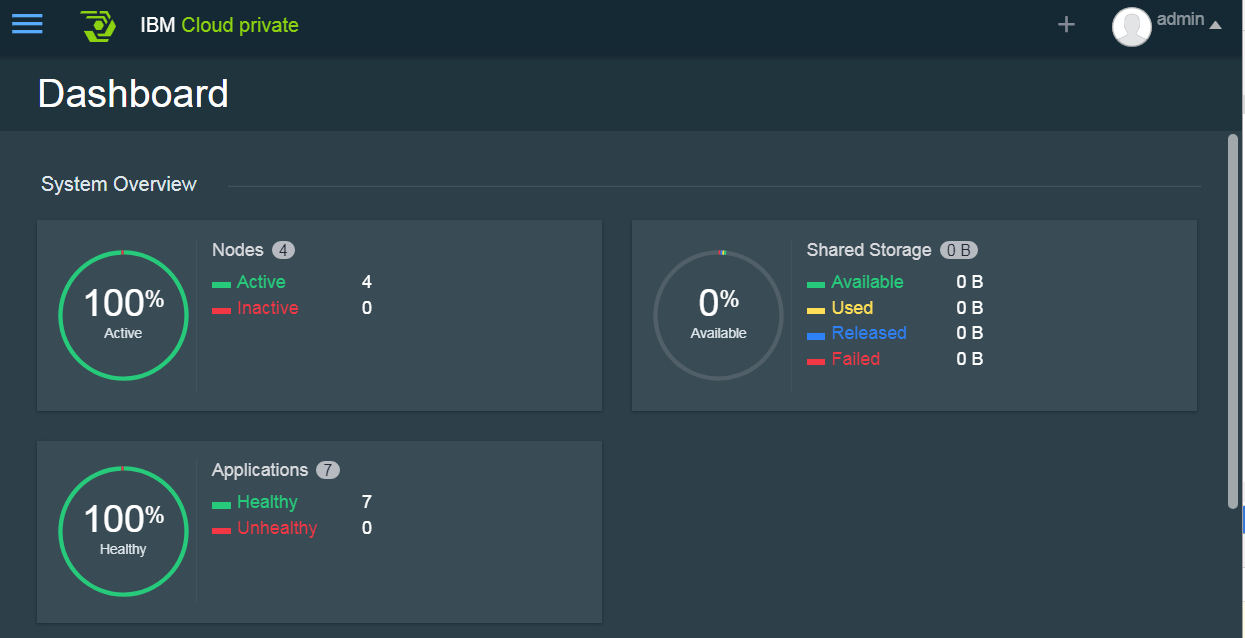 IBM Cloud private
+
admin
Dashboard
System Overview
100%
Active
Nodes 4
Active 4
Inactive 0
0%
Available
Shared Storage 0 B
Available 0 B
Used 0 B
Released 0 B
Failed 0 B
100%
Healthy
Applications 7
Healthy 7
Unhealthy 0